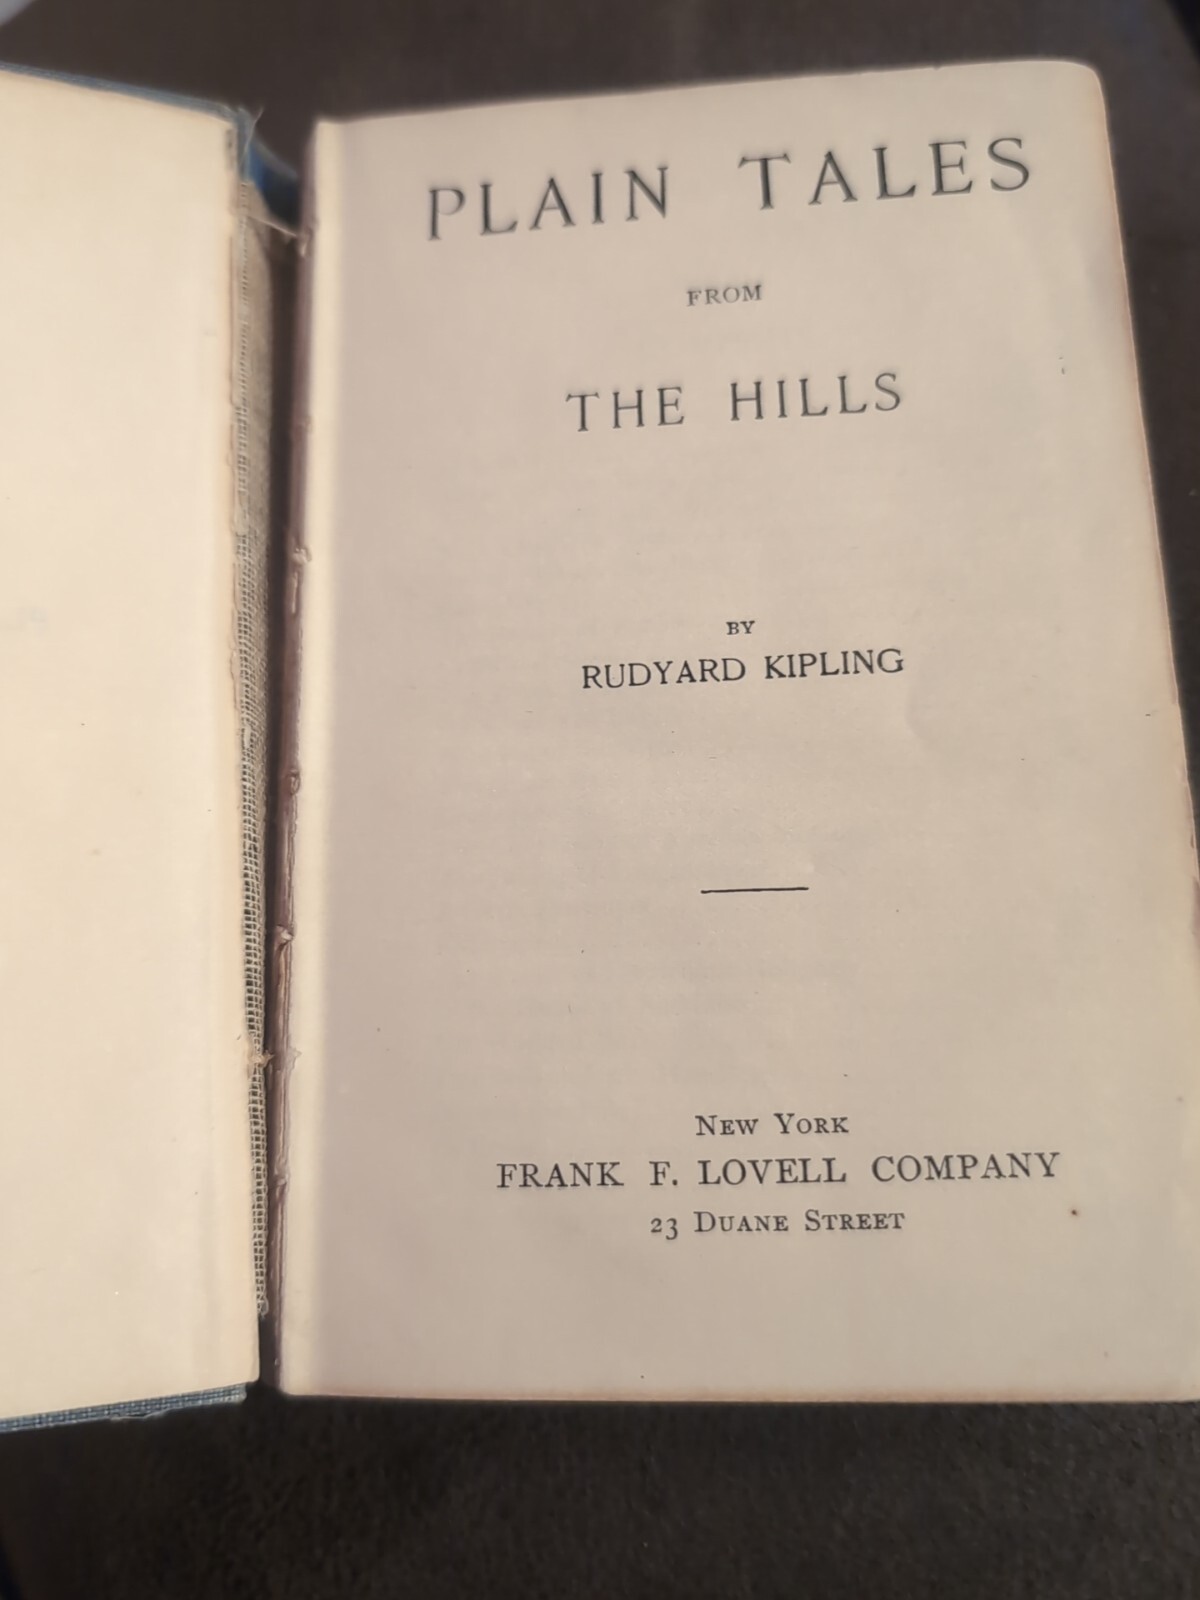 PLAIN TALES
FROM
THE HILLS
BY
RUDYARD KIPLING
NEW YORK
FRANK F. LOVELL COMPANY
23 DUANE STREET